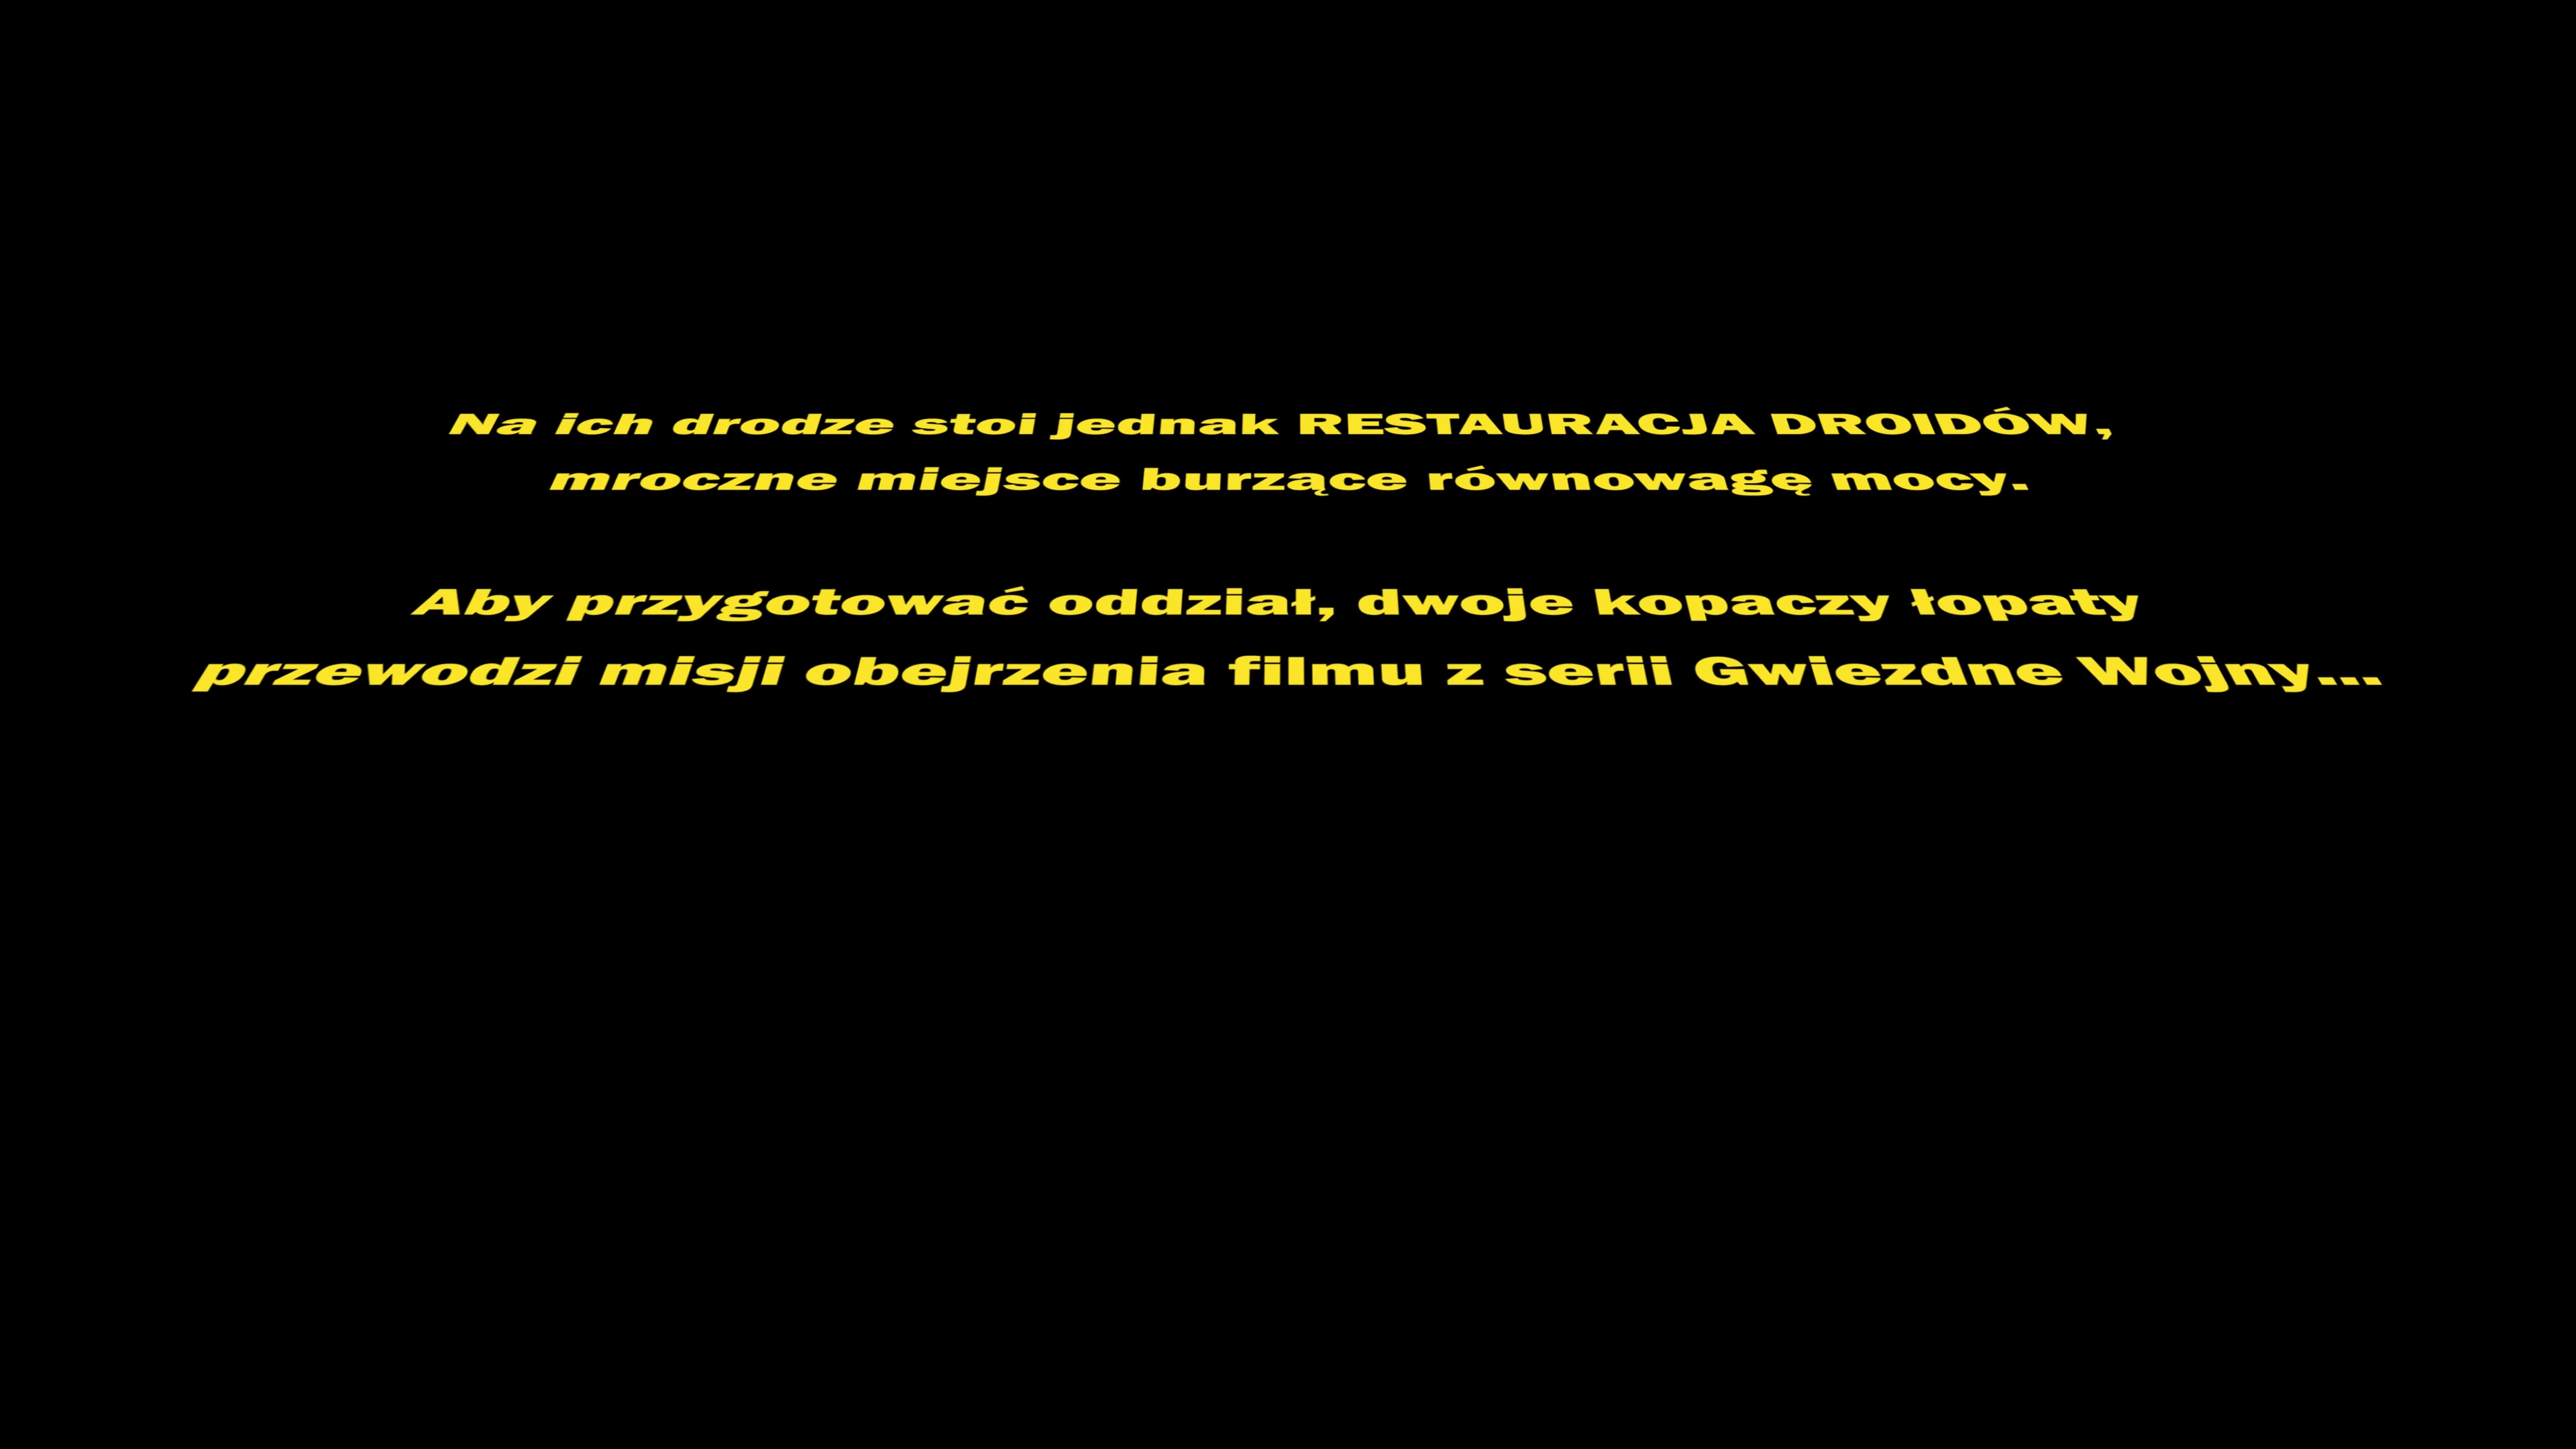 Na ich drodze stoi jednak RESTAURACJA DROIDÓW,
mroczne miejsce burzące równowagę mocy.
Aby przygotować oddział, dwoje kopaczy łopaty
przewodzi misji obejrzenia filmu z serii Gwiezdne Wojny...